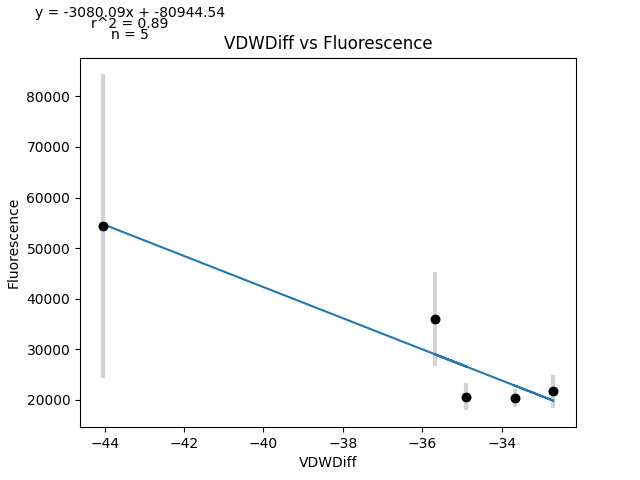 y = -3080.09x + -80944.54
r^2 = 0.89
n = 5
VDWDiff vs Fluorescence
80000
70000
60000
50000
40000
30000
20000
Fluorescence
−44 −42 −40 −38 −36 −34
VDWDiff